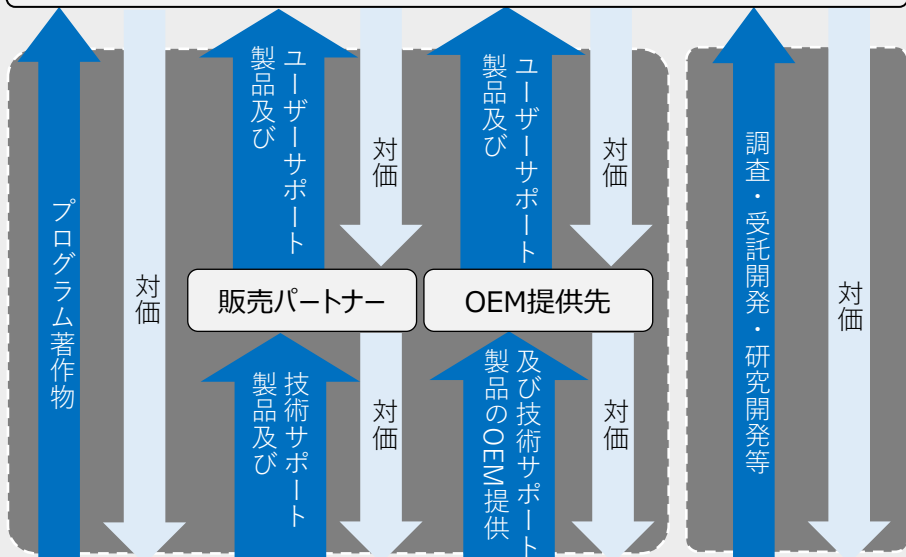 プログラム著作物
対価
製品及び
ユーザーサポート
対価
製品及び
ユーザーサポート
対価
販売パートナー
OEM提供先
製品及び
技術サポート
対価
製品のOEM提供
及び技術サポート
対価
調査・受託開発・研究開発等
対価